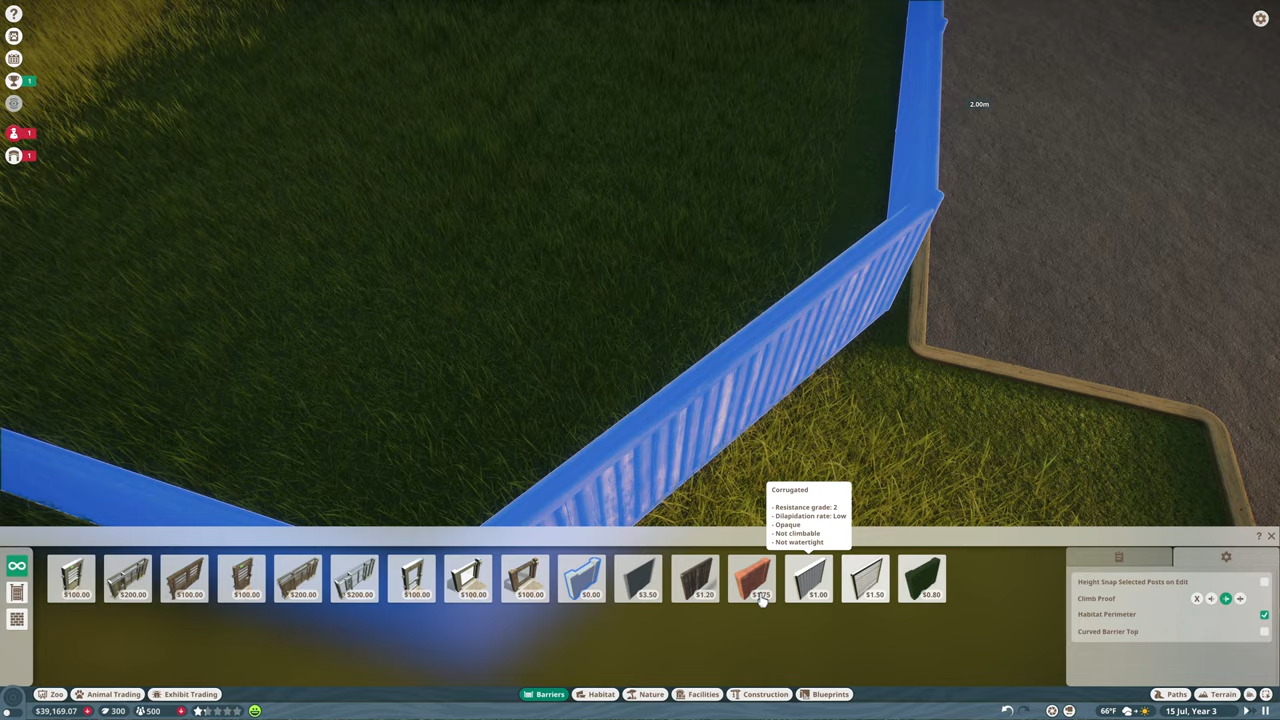 ?
1
1
1
2.00m
Corrugated
- Resistance grade: 2
- Dilapidation rate: Low
- Opaque
- Not climbable
- Not watertight
? X
$100.00
$200.00
$100.00
$100.00
$200.00
$200.00
$100.00
$100.00
$100.00
$0.00
$3.50
$1.20
$1.00
$1.50
$0.80
Height Snap Selected Posts on Edit
Climb Proof
X
Habitat Perimeter
Curved Barrier Top
Zoo
Animal Trading
Exhibit Trading
Barriers
Habitat
Nature
Facilities
Construction
Blueprints
Paths
Terrain
$39,169.07
300
500
66°F
15 Jul, Year 3